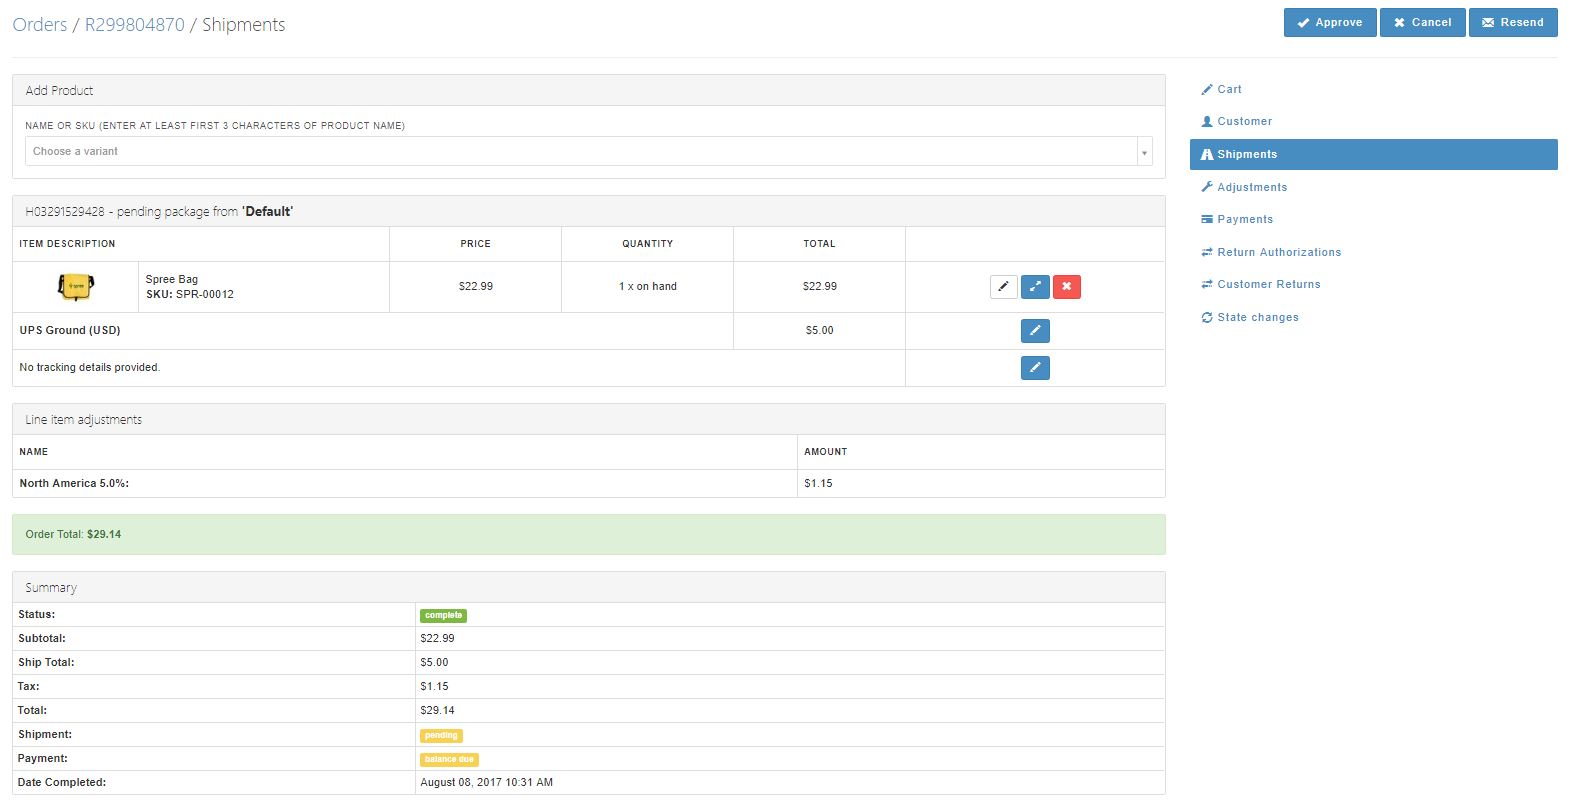 Orders / R299804870 / Shipments
Approve
Cancel
Resend
Add Product
NAME OR SKU (ENTER AT LEAST FIRST 3 CHARACTERS OF PRODUCT NAME)
Choose a variant
H03291529428 - pending package from 'Default'
ITEM DESCRIPTION PRICE QUANTITY TOTAL
spree
Spree Bag
SKU: SPR-00012
$22.99 1 x on hand $22.99
UPS Ground (USD) $5.00
No tracking details provided.
Line item adjustments
NAME AMOUNT
North America 5.0%: $1.15
Order Total: $29.14
Summary
Status: complete
Subtotal: $22.99
Ship Total: $5.00
Tax: $1.15
Total: $29.14
Shipment: pending
Payment: balance due
Date Completed: August 08, 2017 10:31 AM
Cart
Customer
Shipments
Adjustments
Payments
Return Authorizations
Customer Returns
State changes